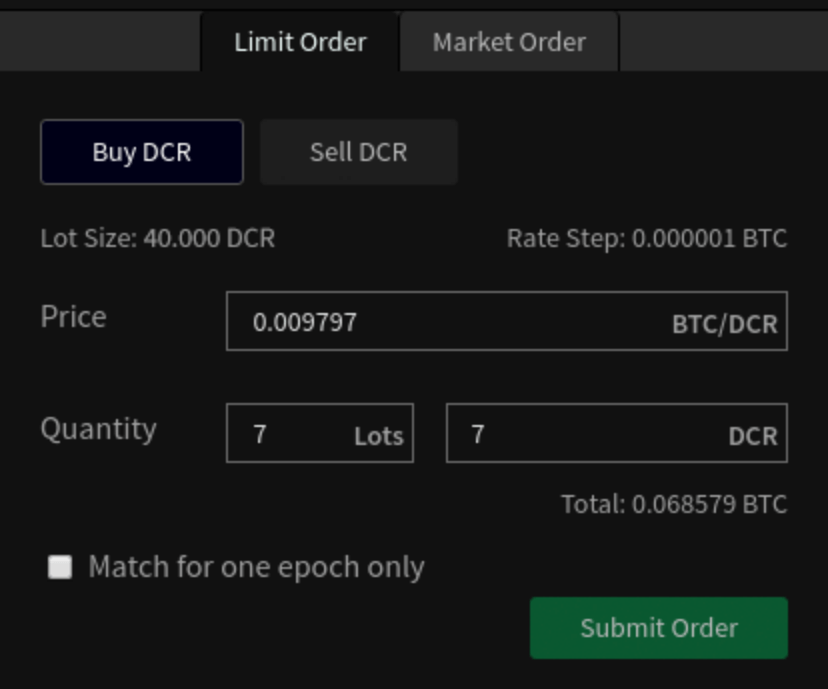 Limit Order Market Order
Buy DCR Sell DCR
Lot Size: 40.000 DCR Rate Step: 0.000001 BTC
Price 0.009797 BTC/DCR
Quantity 7 Lots 7 DCR
Total: 0.068579 BTC
Match for one epoch only
Submit Order